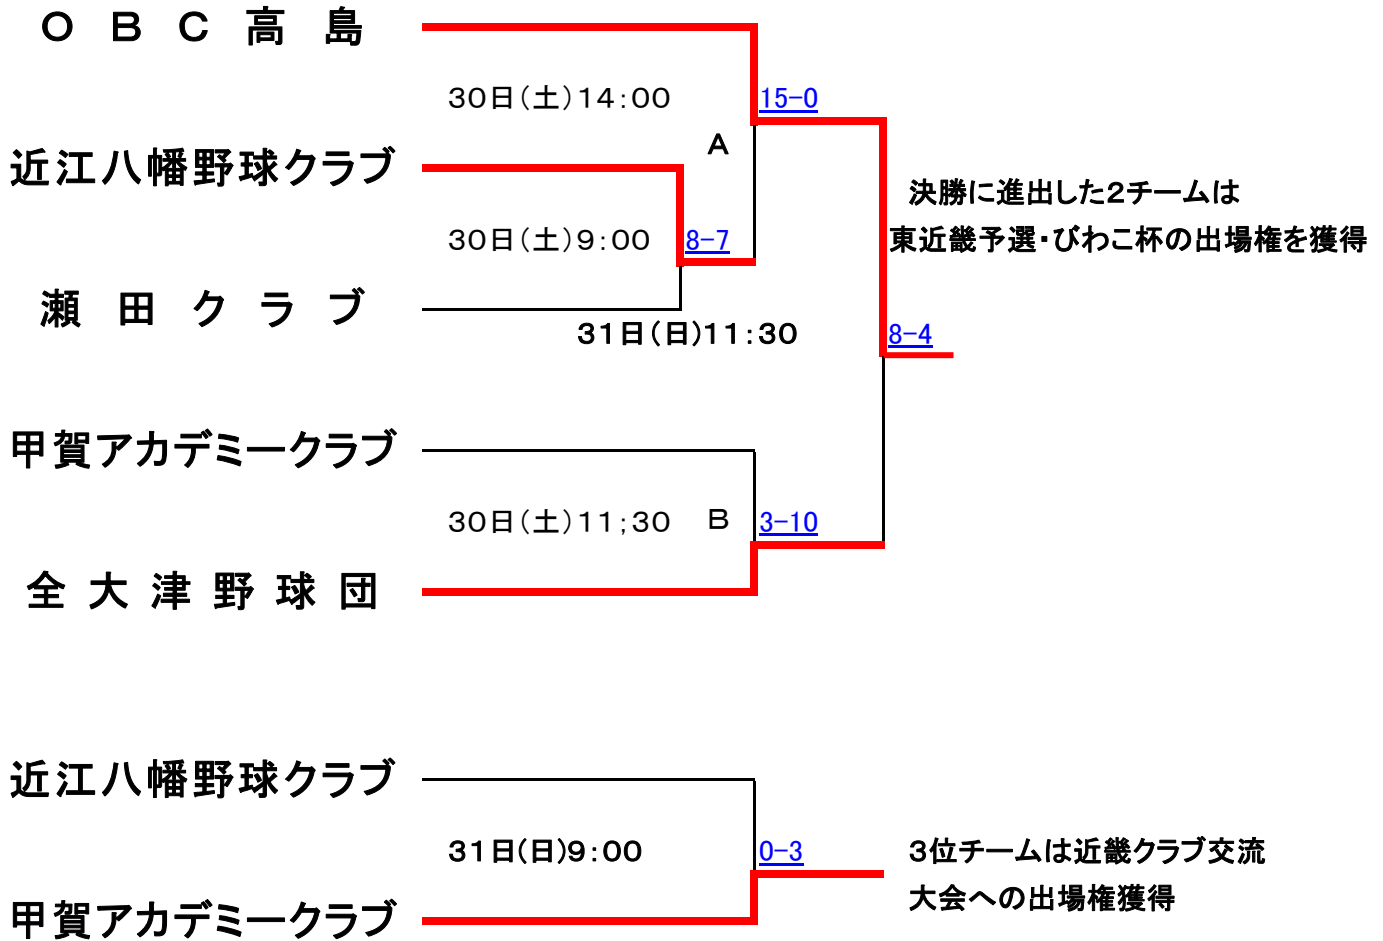 OBC高島
30日(土)14:00
15-0
A
近江八幡野球クラブ
決勝に進出した2チームは
30日(土)9:00
8-7
東近畿予選・びわこ杯の出場権を獲得
瀬田クラブ
31日(日)11:30
8-4
甲賀アカデミークラブ
30日(土)11;30
B
3-10
全大津野球団
近江八幡野球クラブ
31日(日)9:00
0-3
3位チームは近畿クラブ交流
大会への出場権獲得
甲賀アカデミークラブ